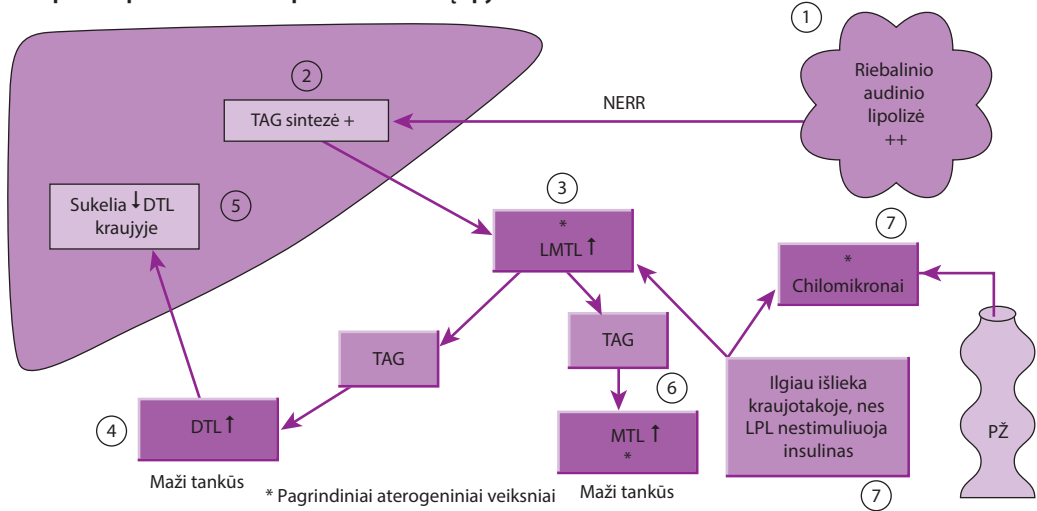 1
Riebalinio
audinio
lipolizė
++
NERR
2
TAG sintezė +
3
*
LMTL ↑
5
Sukelia ↓ DTL
kraujyje
7
*
Chilomikronai
TAG
TAG
6
4
DTL ↑
Maži tankūs
MTL ↑
*
Maži tankūs
Ilgiau išlieka
kraujotakoje, nes
LPL nestimuliuoja
insulinas
7
PŽ
* Pagrindiniai aterogeniniai veiksniai